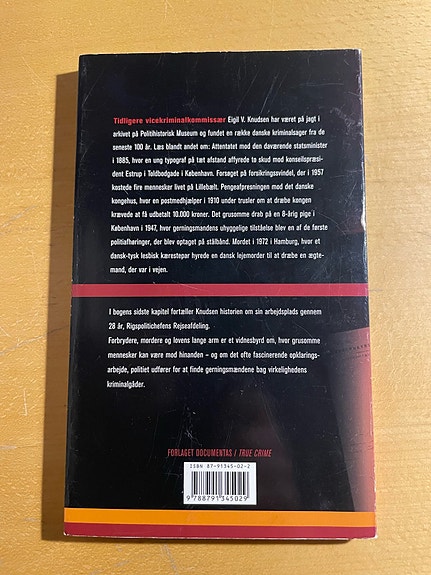 Tidligere vicekriminalkommissær Eigil V. Knudsen har været på jagt i
arkivet på Politihistorisk Museum og fundet en række danske kriminalsager fra de
seneste 100 år. Læs blandt andet om: Attentatet mod den daværende statsminister
i 1885, hvor en ung typograf på tæt afstand affyrede to skud mod konseilspræsi-
dent Estrup i Toldbodgade i København. Forsøget på forsikringssvindel, der i 1957
kostede fire mennesker livet på Lillebælt. Pengeafpresningen mod det danske
kongehus, hvor en postmedhjælper i 1910 under trusler om at dræbe kongen
krævede at få udbetalt 10.000 kroner. Det grusomme drab på en 8-årig pige i
København i 1947, hvor gerningsmandens uhyggelige tilståelse blev en af de første
politiafhøringer, der blev optaget på stålbånd. Mordet i 1972 i Hamburg, hvor et
dansk-tysk lesbisk kærestepar hyrede en dansk lejemorder til at dræbe en ægte-
mand, der var i vejen.
I bogens sidste kapitel fortæller Knudsen historien om sin arbejdsplads gennem
28 år, Rigspolitichefens Rejseafdeling.
Forbrydere, mordere og lovens lange arm er et vidnesbyrd om, hvor grusomme
mennesker kan være mod hinanden – og om det ofte fascinerende opklarings-
arbejde, politiet udfører for at finde gerningsmændene bag virkelighedens
kriminalgåder.
FORLAGET DOCUMENTAS / TRUE CRIME
ISBN 87-91345-02-2
9 788791 345029